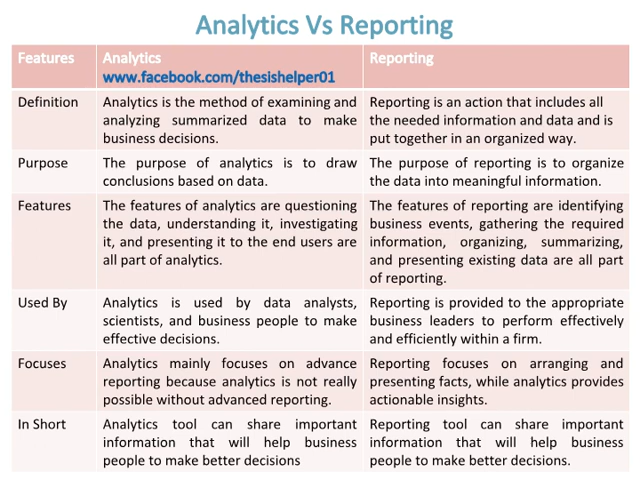 Analytics Vs Reporting
Features
Analytics
www.facebook.com/thesishelper01
Reporting
Definition
Analytics is the method of examining and
analyzing summarized data to make
business decisions.
Reporting is an action that includes all
the needed information and data and is
put together in an organized way.
Purpose
The purpose of analytics is to draw
conclusions based on data.
The purpose of reporting is to organize
the data into meaningful information.
Features
The features of analytics are questioning
the data, understanding it, investigating
it, and presenting it to the end users are
all part of analytics.
The features of reporting are identifying
business events, gathering the required
information, organizing, summarizing,
and presenting existing data are all part
of reporting.
Used By
Analytics is used by data analysts,
scientists, and business people to make
effective decisions.
Reporting is provided to the appropriate
business leaders to perform effectively
and efficiently within a firm.
Focuses
Analytics mainly focuses on advance
reporting because analytics is not really
possible without advanced reporting.
Reporting focuses on arranging and
presenting facts, while analytics provides
actionable insights.
In Short
Analytics tool can share important
information that will help business
people to make better decisions
Reporting tool can share important
information that will help business
people to make better decisions.